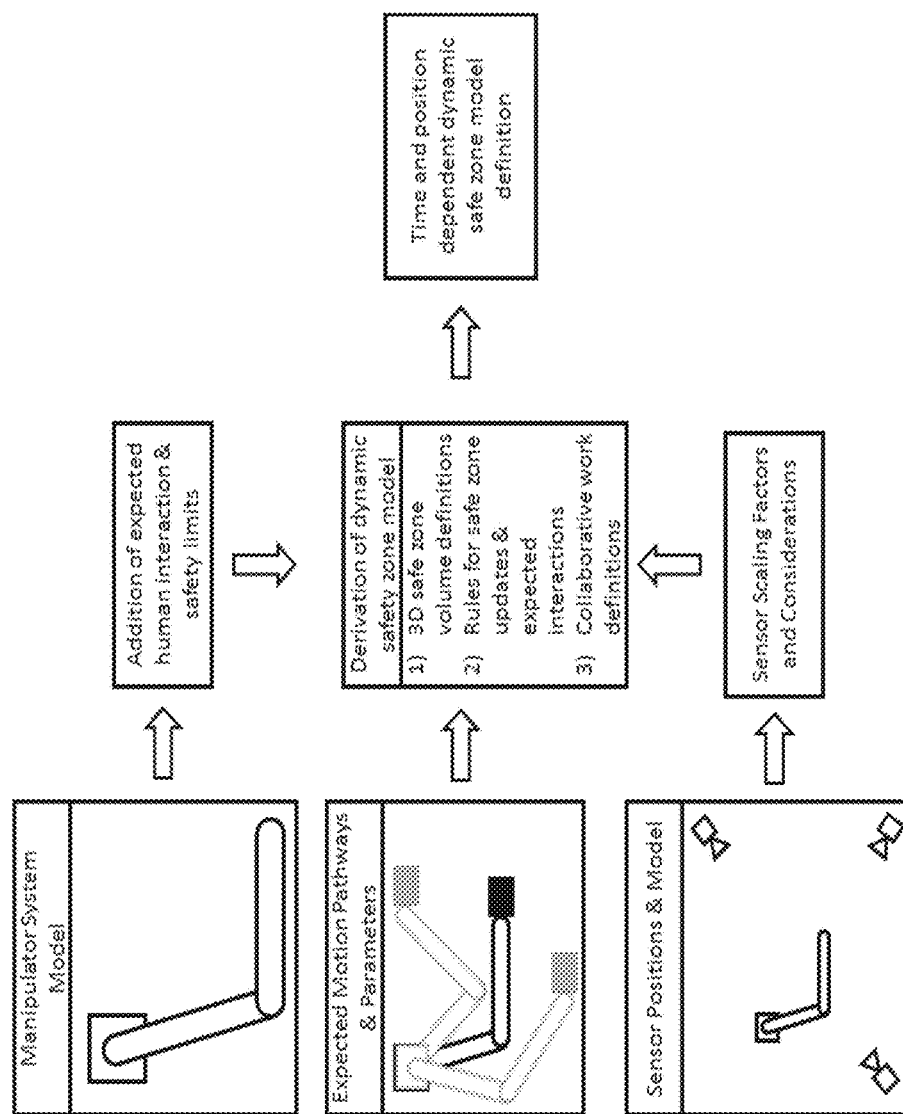 Manipulator System
Model
Addition of expected
human interaction &
safety limits
Expected Motion Pathways
& Parameters
Derivation of dynamic
safety zone model
1) 3D safe zone
volume definitions
2) Rules for safe zone
updates &
expected
interactions
3) Collaborative work
definitions
Time and position
dependent dynamic
safe zone model
definition
Sensor Positions & Model
Sensor Scaling Factors
and Considerations